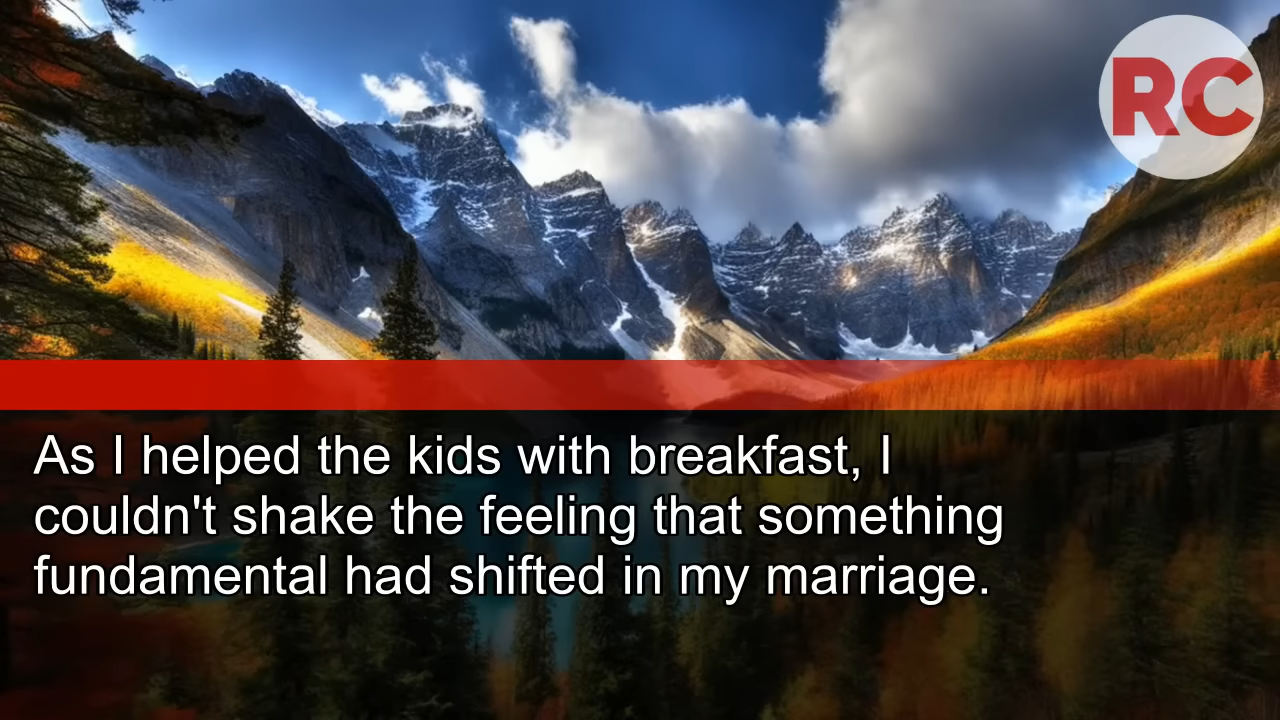 RC
As I helped the kids with breakfast, I
couldn't shake the feeling that something
fundamental had shifted in my marriage.